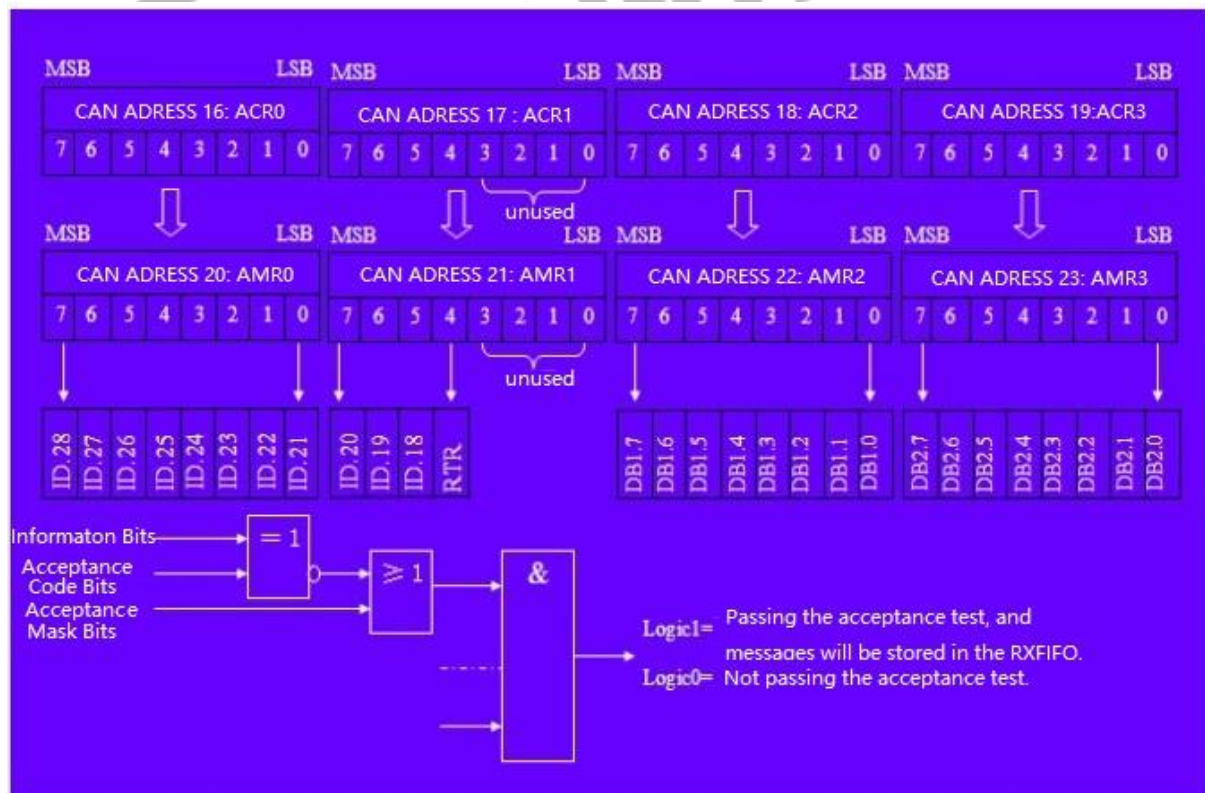 MSB LSB MSB LSB MSB LSB MSB LSB
CAN ADRESS 16: ACR0 CAN ADRESS 17 : ACR1 CAN ADRESS 18: ACR2 CAN ADRESS 19:ACR3
7 6 5 4 3 2 1 0 7 6 5 4 3 2 1 0 7 6 5 4 3 2 1 0 7 6 5 4 3 2 1 0
unused
MSB LSB MSB LSB MSB LSB MSB LSB
CAN ADRESS 20: AMR0 CAN ADRESS 21: AMR1 CAN ADRESS 22: AMR2 CAN ADRESS 23: AMR3
7 6 5 4 3 2 1 0 7 6 5 4 3 2 1 0 7 6 5 4 3 2 1 0 7 6 5 4 3 2 1 0
unused
ID.28 ID.27 ID.26 ID.25 ID.24 ID.23 ID.22 ID.21 ID.20 ID.19 ID.18 RTR DB1.7 DB1.6 DB1.5 DB1.4 DB1.3 DB1.2 DB1.1 DB1.0 DB2.7 DB2.6 DB2.5 DB2.4 DB2.3 DB2.2 DB2.1 DB2.0
Informaton Bits
= 1
Acceptance
Code Bits
≥ 1
&
Acceptance
Mask Bits
Logic1= Passing the acceptance test, and
messages will be stored in the RXFIFO.
Logic0= Not passing the acceptance test.